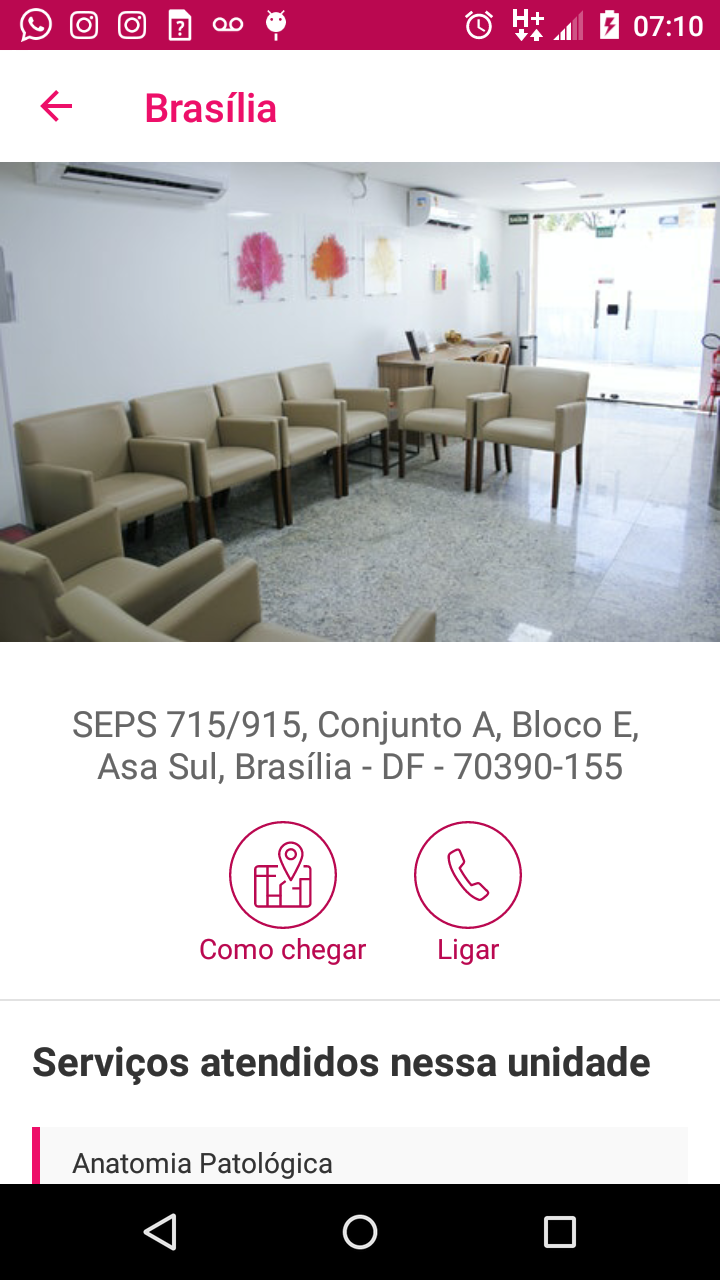 H+
07:10
Brasília
SAÍDA
SEPS 715/915, Conjunto A, Bloco E,
Asa Sul, Brasília - DF - 70390-155
Como chegar
Ligar
Serviços atendidos nessa unidade
Anatomia Patológica